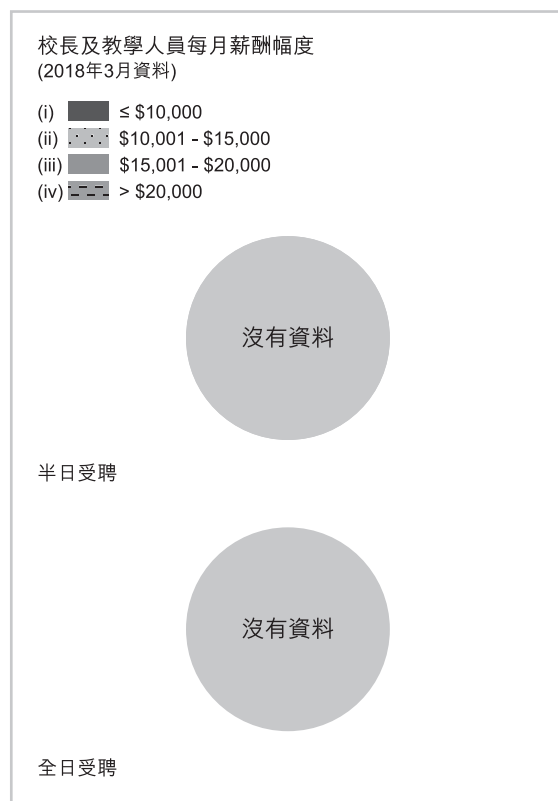 校長及教學人員每月薪酬幅度
(2018年3月資料)
(i) ≤ $10,000
(ii) $10,001 - $15,000
(iii) $15,001 - $20,000
(iv) > $20,000
沒有資料
半日受聘
沒有資料
全日受聘